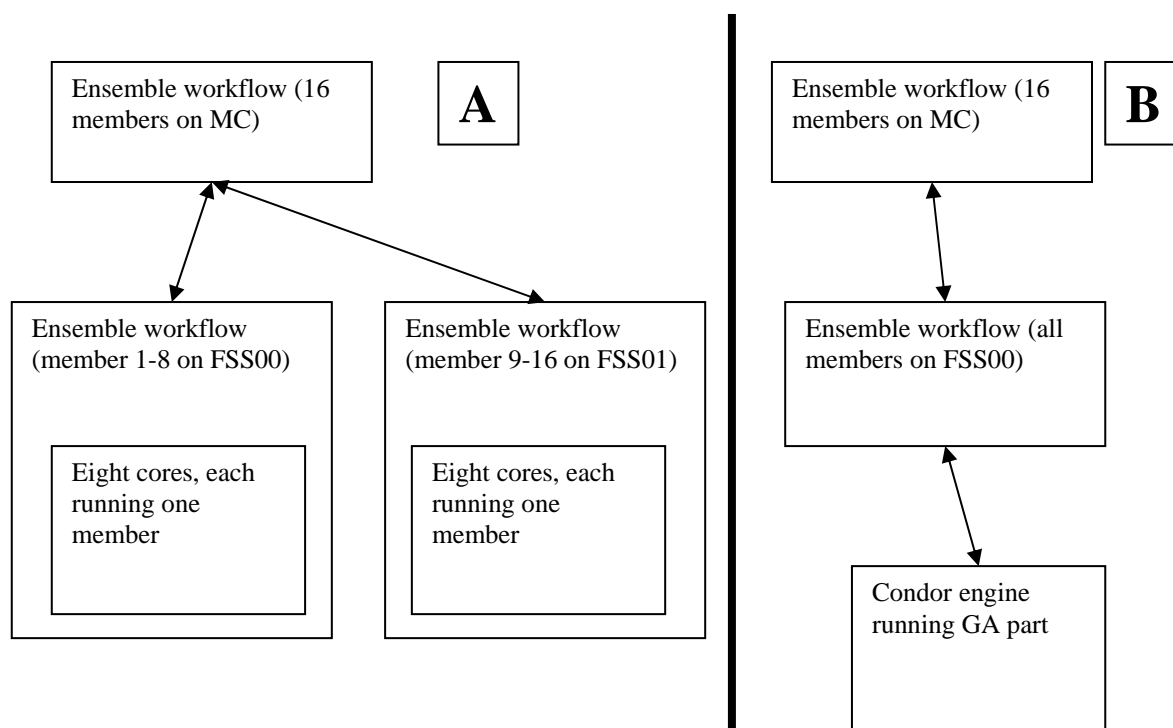 Ensemble workflow (16
members on MC)
A
Ensemble workflow
(member 1-8 on FSS00)
Eight cores, each
running one
member
Ensemble workflow
(member 9-16 on FSS01)
Eight cores, each
running one
member
Ensemble workflow (16
members on MC)
B
Ensemble workflow (all
members on FSS00)
Condor engine
running GA part